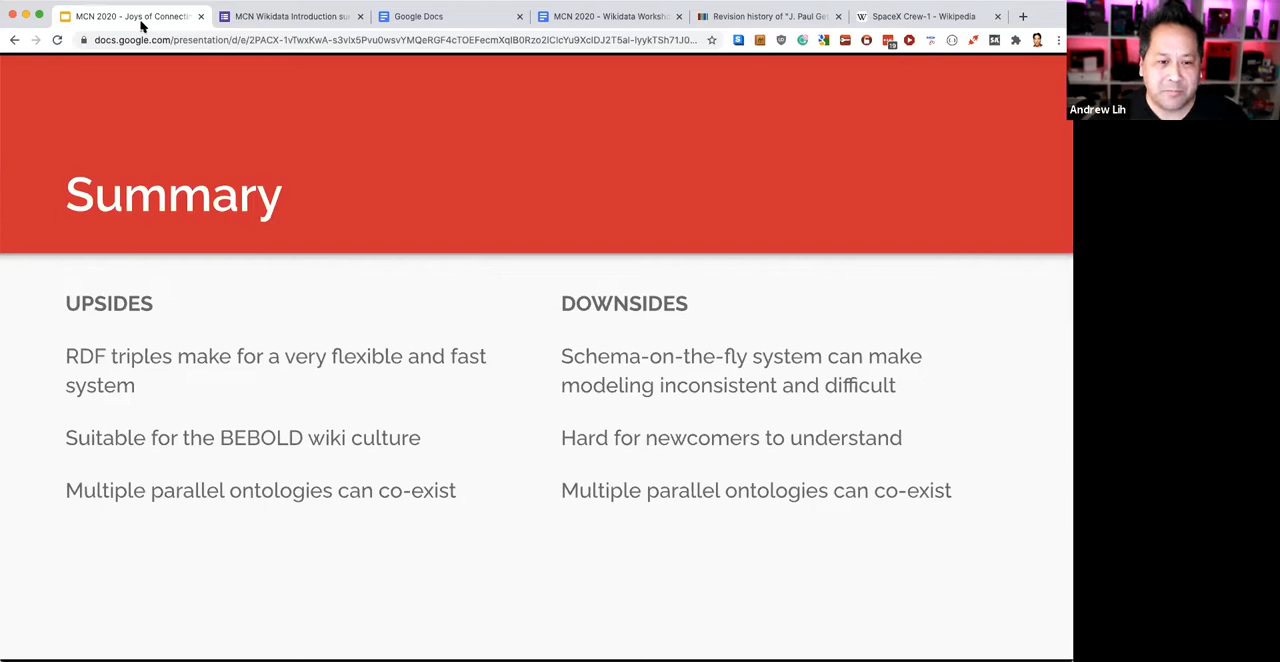 MCN 2020 - Joys of Connectin
MCN Wikidata Introduction su
Google Docs
MCN 2020 - Wikidata Worksh
Revision history of "J. Paul Get
SpaceX Crew-1 - Wikipedia
Andrew Lih
Summary
UPSIDES
RDF triples make for a very flexible and fast
system
Suitable for the BEBOLD wiki culture
Multiple parallel ontologies can co-exist
DOWNSIDES
Schema-on-the-fly system can make
modeling inconsistent and difficult
Hard for newcomers to understand
Multiple parallel ontologies can co-exist